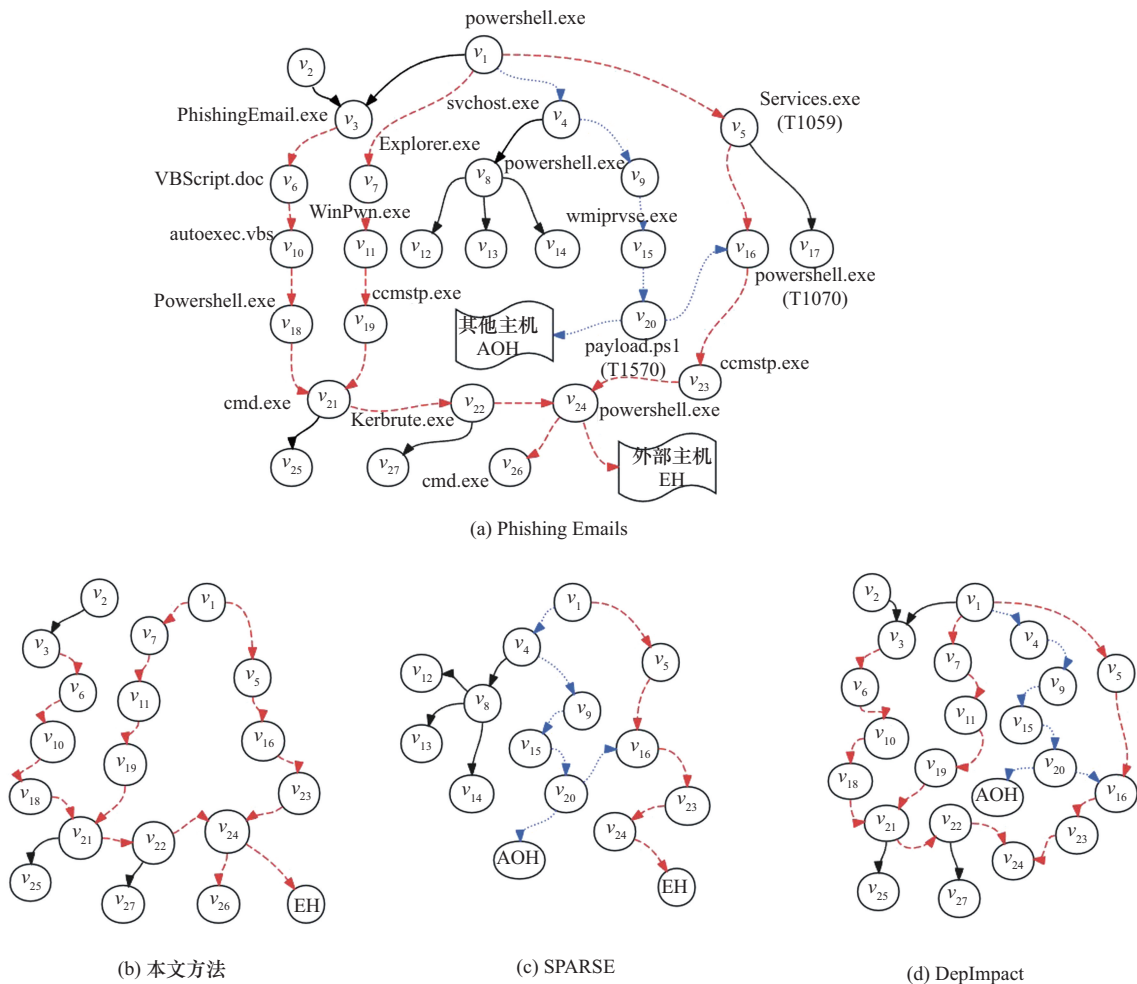 powershell.exe
v1
v2
svchost.exe
Services.exe
(T1059)
PhishingEmail.exe
v3
v4
v5
Explorer.exe
powershell.exe
VBScript.doc
v6
v7
v8
v9
WinPwn.exe
wmiprvse.exe
autoexec.vbs
v10
v11
v12
v13
v14
v15
v16
v17
powershell.exe
(T1070)
Powershell.exe
ccmstp.exe
v18
v19
其他主机
AOH
v20
payload.ps1
(T1570)
ccmstp.exe
v23
cmd.exe
v21
Kerbrute.exe
v22
v24
powershell.exe
v25
v27
cmd.exe
v26
外部主机
EH
(a) Phishing Emails
v2
v1
v3
v7
v6
v5
v11
v10
v16
v19
v18
v23
v21
v22
v24
v25
v27
v26
EH
(b) 本文方法
v1
v4
v5
v12
v8
v9
v13
v15
v16
v14
v20
v23
v24
AOH
EH
(c) SPARSE
v2
v1
v3
v4
v7
v5
v6
v9
v11
v15
v10
v19
v20
v18
AOH
v16
v21
v22
v23
v24
v25
v27
(d) DepImpact